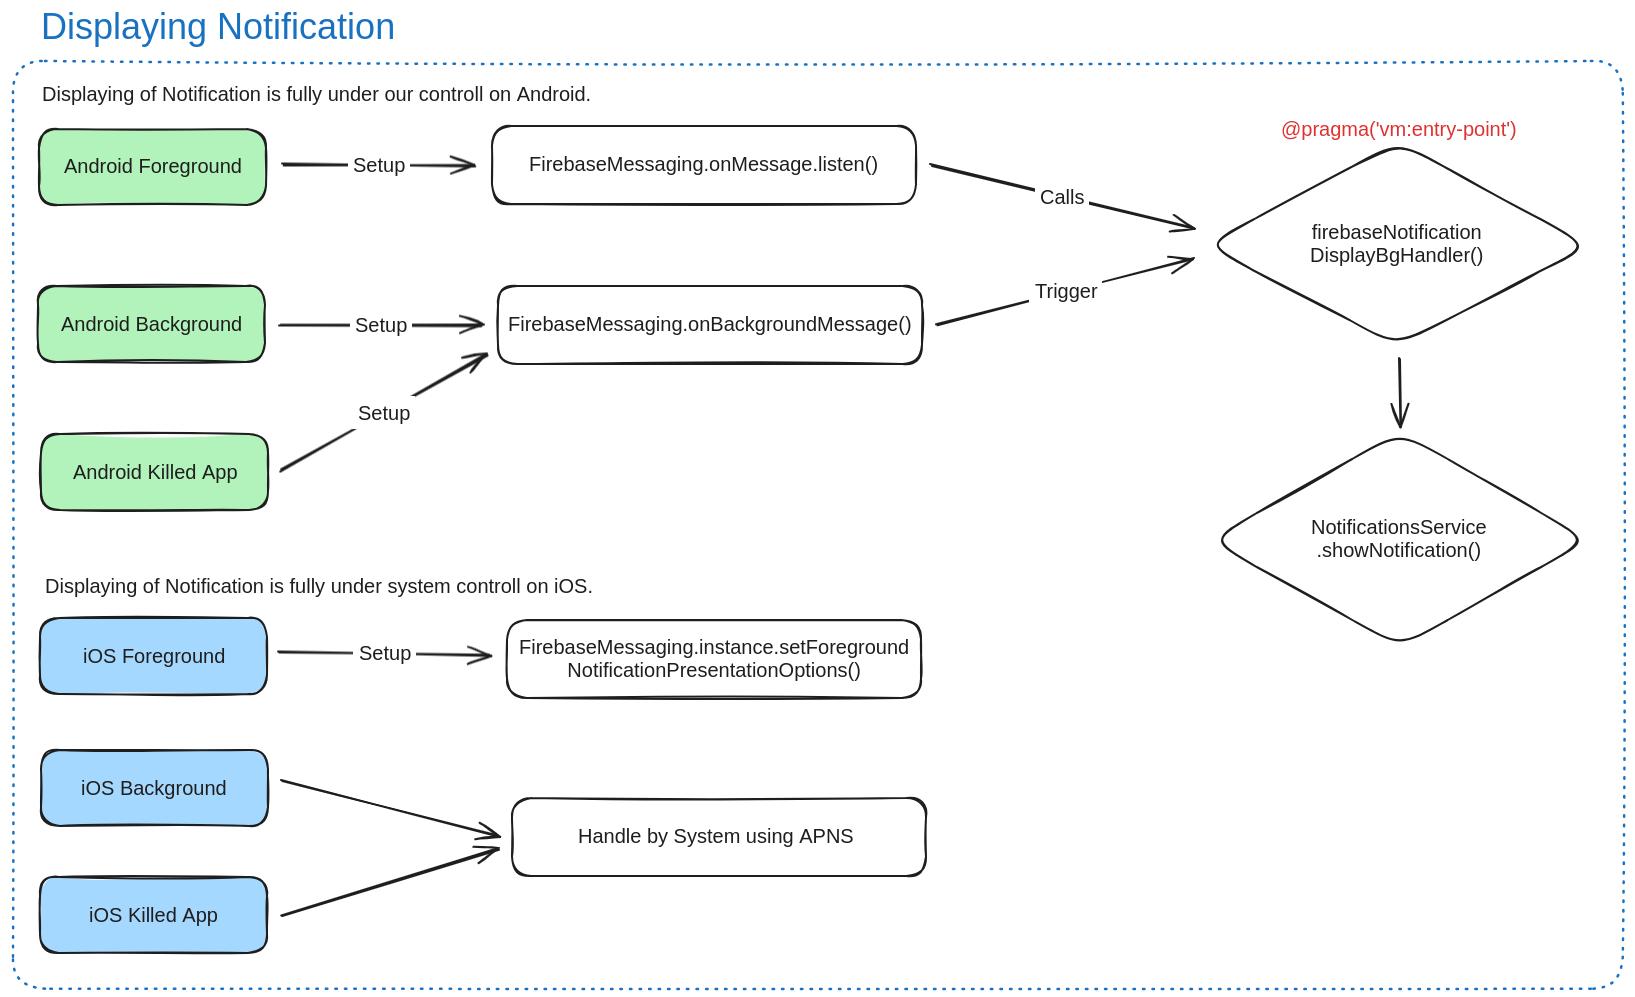 Displaying Notification
Displaying of Notification is fully under our controll on Android.
@pragma('vm:entry-point')
Android Foreground
Setup
FirebaseMessaging.onMessage.listen()
Calls
firebaseNotification
DisplayBgHandler()
Android Background
Setup
FirebaseMessaging.onBackgroundMessage()
Trigger
Setup
Android Killed App
NotificationsService
.showNotification()
Displaying of Notification is fully under system controll on iOS.
iOS Foreground
Setup
FirebaseMessaging.instance.setForeground
NotificationPresentationOptions()
iOS Background
Handle by System using APNS
iOS Killed App